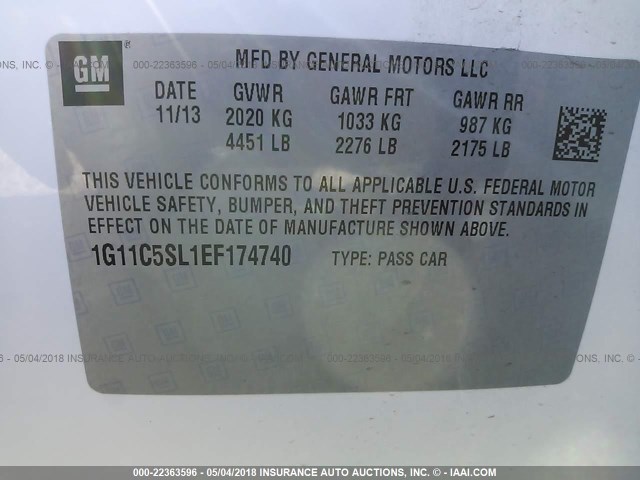 GM
MFD BY GENERAL MOTORS LLC
DATE GVWR GAWR FRT GAWR RR
11/13 2020 KG 1033 KG 987 KG
4451 LB 2276 LB 2175 LB
THIS VEHICLE CONFORMS TO ALL APPLICABLE U.S. FEDERAL MOTOR
VEHICLE SAFETY, BUMPER, AND THEFT PREVENTION STANDARDS IN
EFFECT ON THE DATE OF MANUFACTURE SHOWN ABOVE.
1G11C5SL1EF174740 TYPE: PASS CAR
000-22363596 - 05/04/2018 INSURANCE AUTO AUCTIONS, INC. - IAAI.COM